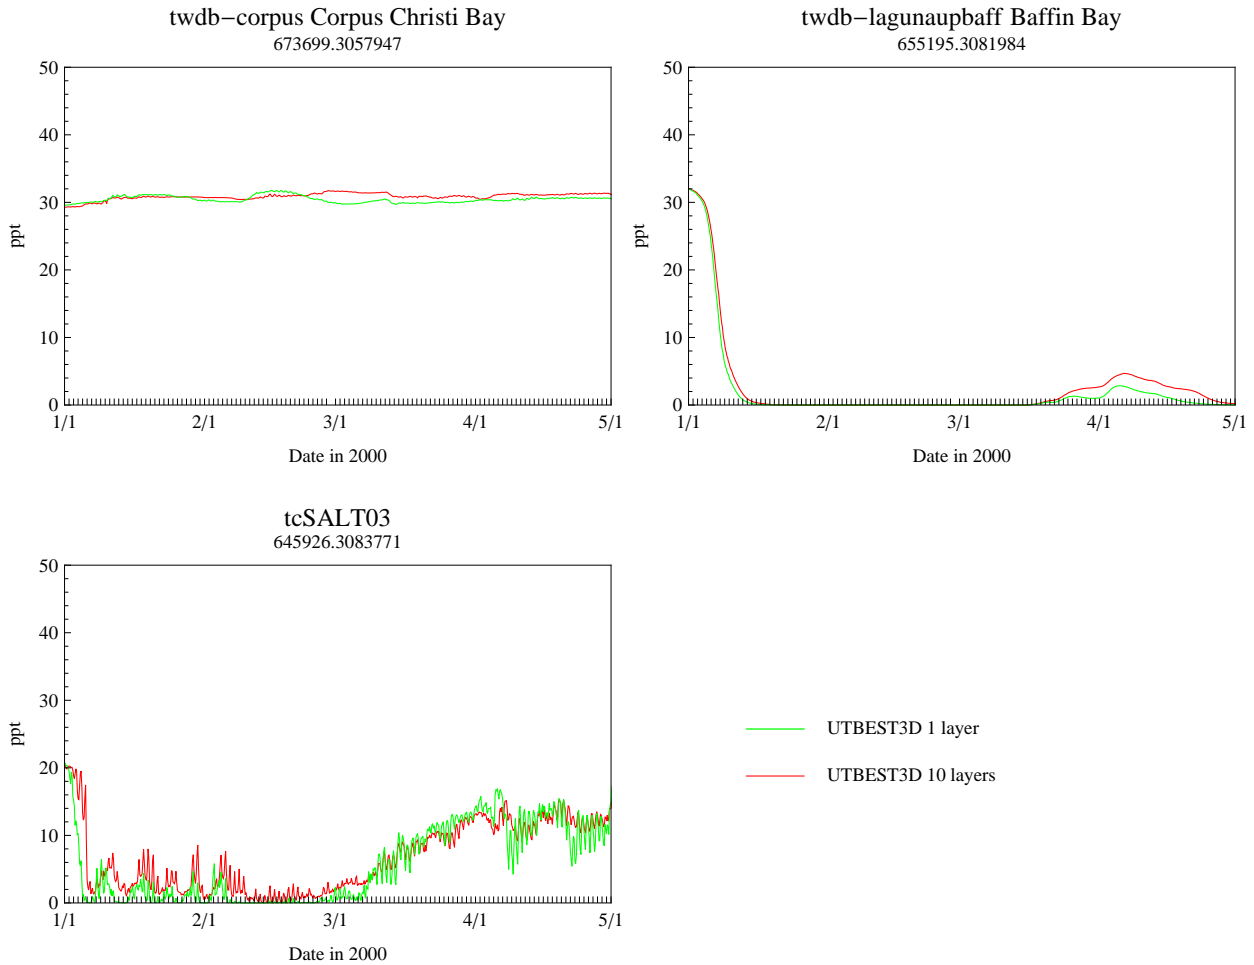 twdb−corpus Corpus Christi Bay
673699.3057947
50
40
30
20
10
0
ppt
1/1 2/1 3/1 4/1 5/1
Date in 2000
twdb−lagunaupbaff Baffin Bay
655195.3081984
50
40
30
20
10
0
ppt
1/1 2/1 3/1 4/1 5/1
Date in 2000
tcSALT03
645926.3083771
50
40
30
20
10
0
ppt
1/1 2/1 3/1 4/1 5/1
Date in 2000
UTBEST3D 1 layer
UTBEST3D 10 layers